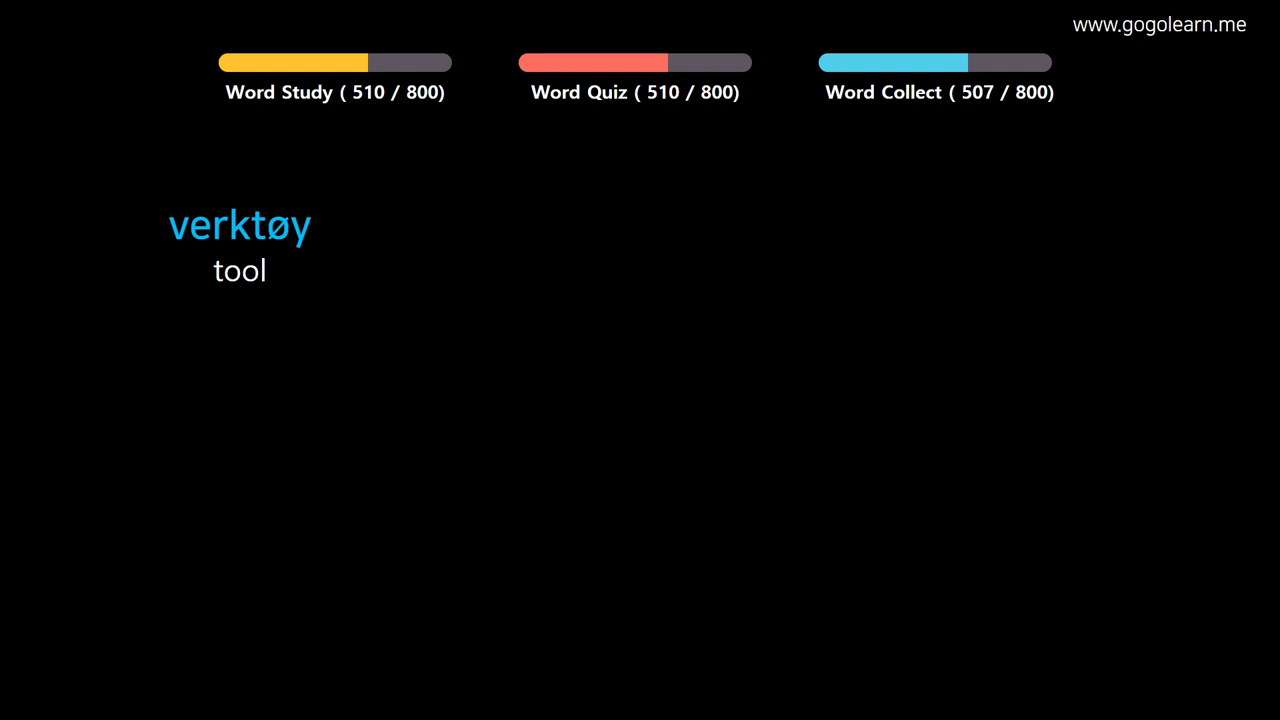 www.gogolearn.me
Word Study ( 510 / 800)
Word Quiz ( 510 / 800)
Word Collect ( 507 / 800)
verktøy
tool